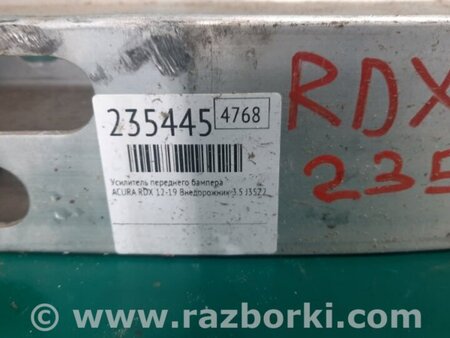 235445 4768
Усилитель переднего бампера
ACURA RDX 12-19 Внедорожник 3.5 J35Z2
RDX
235
© www.razborki.com